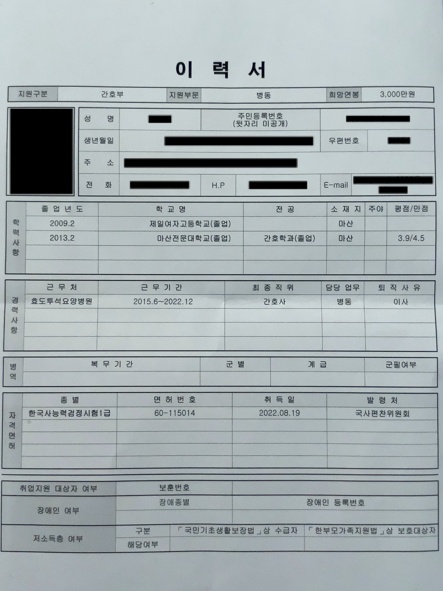 이 력 서
지원구분 간호부 지원부문 병동 희망연봉 3,000만원
성 명 주민등록번호 (뒷자리 미공개)
생년월일 우편번호
주 소
전 화 H.P E-mail
학력사항 졸 업 년 도 학 교 명 전 공 소 재 지 주야 평점/만점
2009.2 제일여자고등학교(졸업) 마산
2013.2 마산전문대학교(졸업) 간호학과(졸업) 마산 3.9/4.5
경력사항 근 무 처 근 무 기 간 최 종 직 위 담당 업무 퇴 직 사 유
효도투석요양병원 2015.6~2022.12 간호사 병동 이사
병역 복 무 기 간 군 별 계 급 군필여부
자격면허 종 별 면 허 번 호 취 득 일 발 령 처
한국사능력검정시험1급 60-115014 2022.08.19 국사편찬위원회
취업지원 대상자 여부 보훈번호
장애인 여부 장애종별 장애인 등록번호
저소득층 여부 구분 「국민기초생활보장법」상 수급자 「한부모가족지원법」상 보호대상자
해당여부